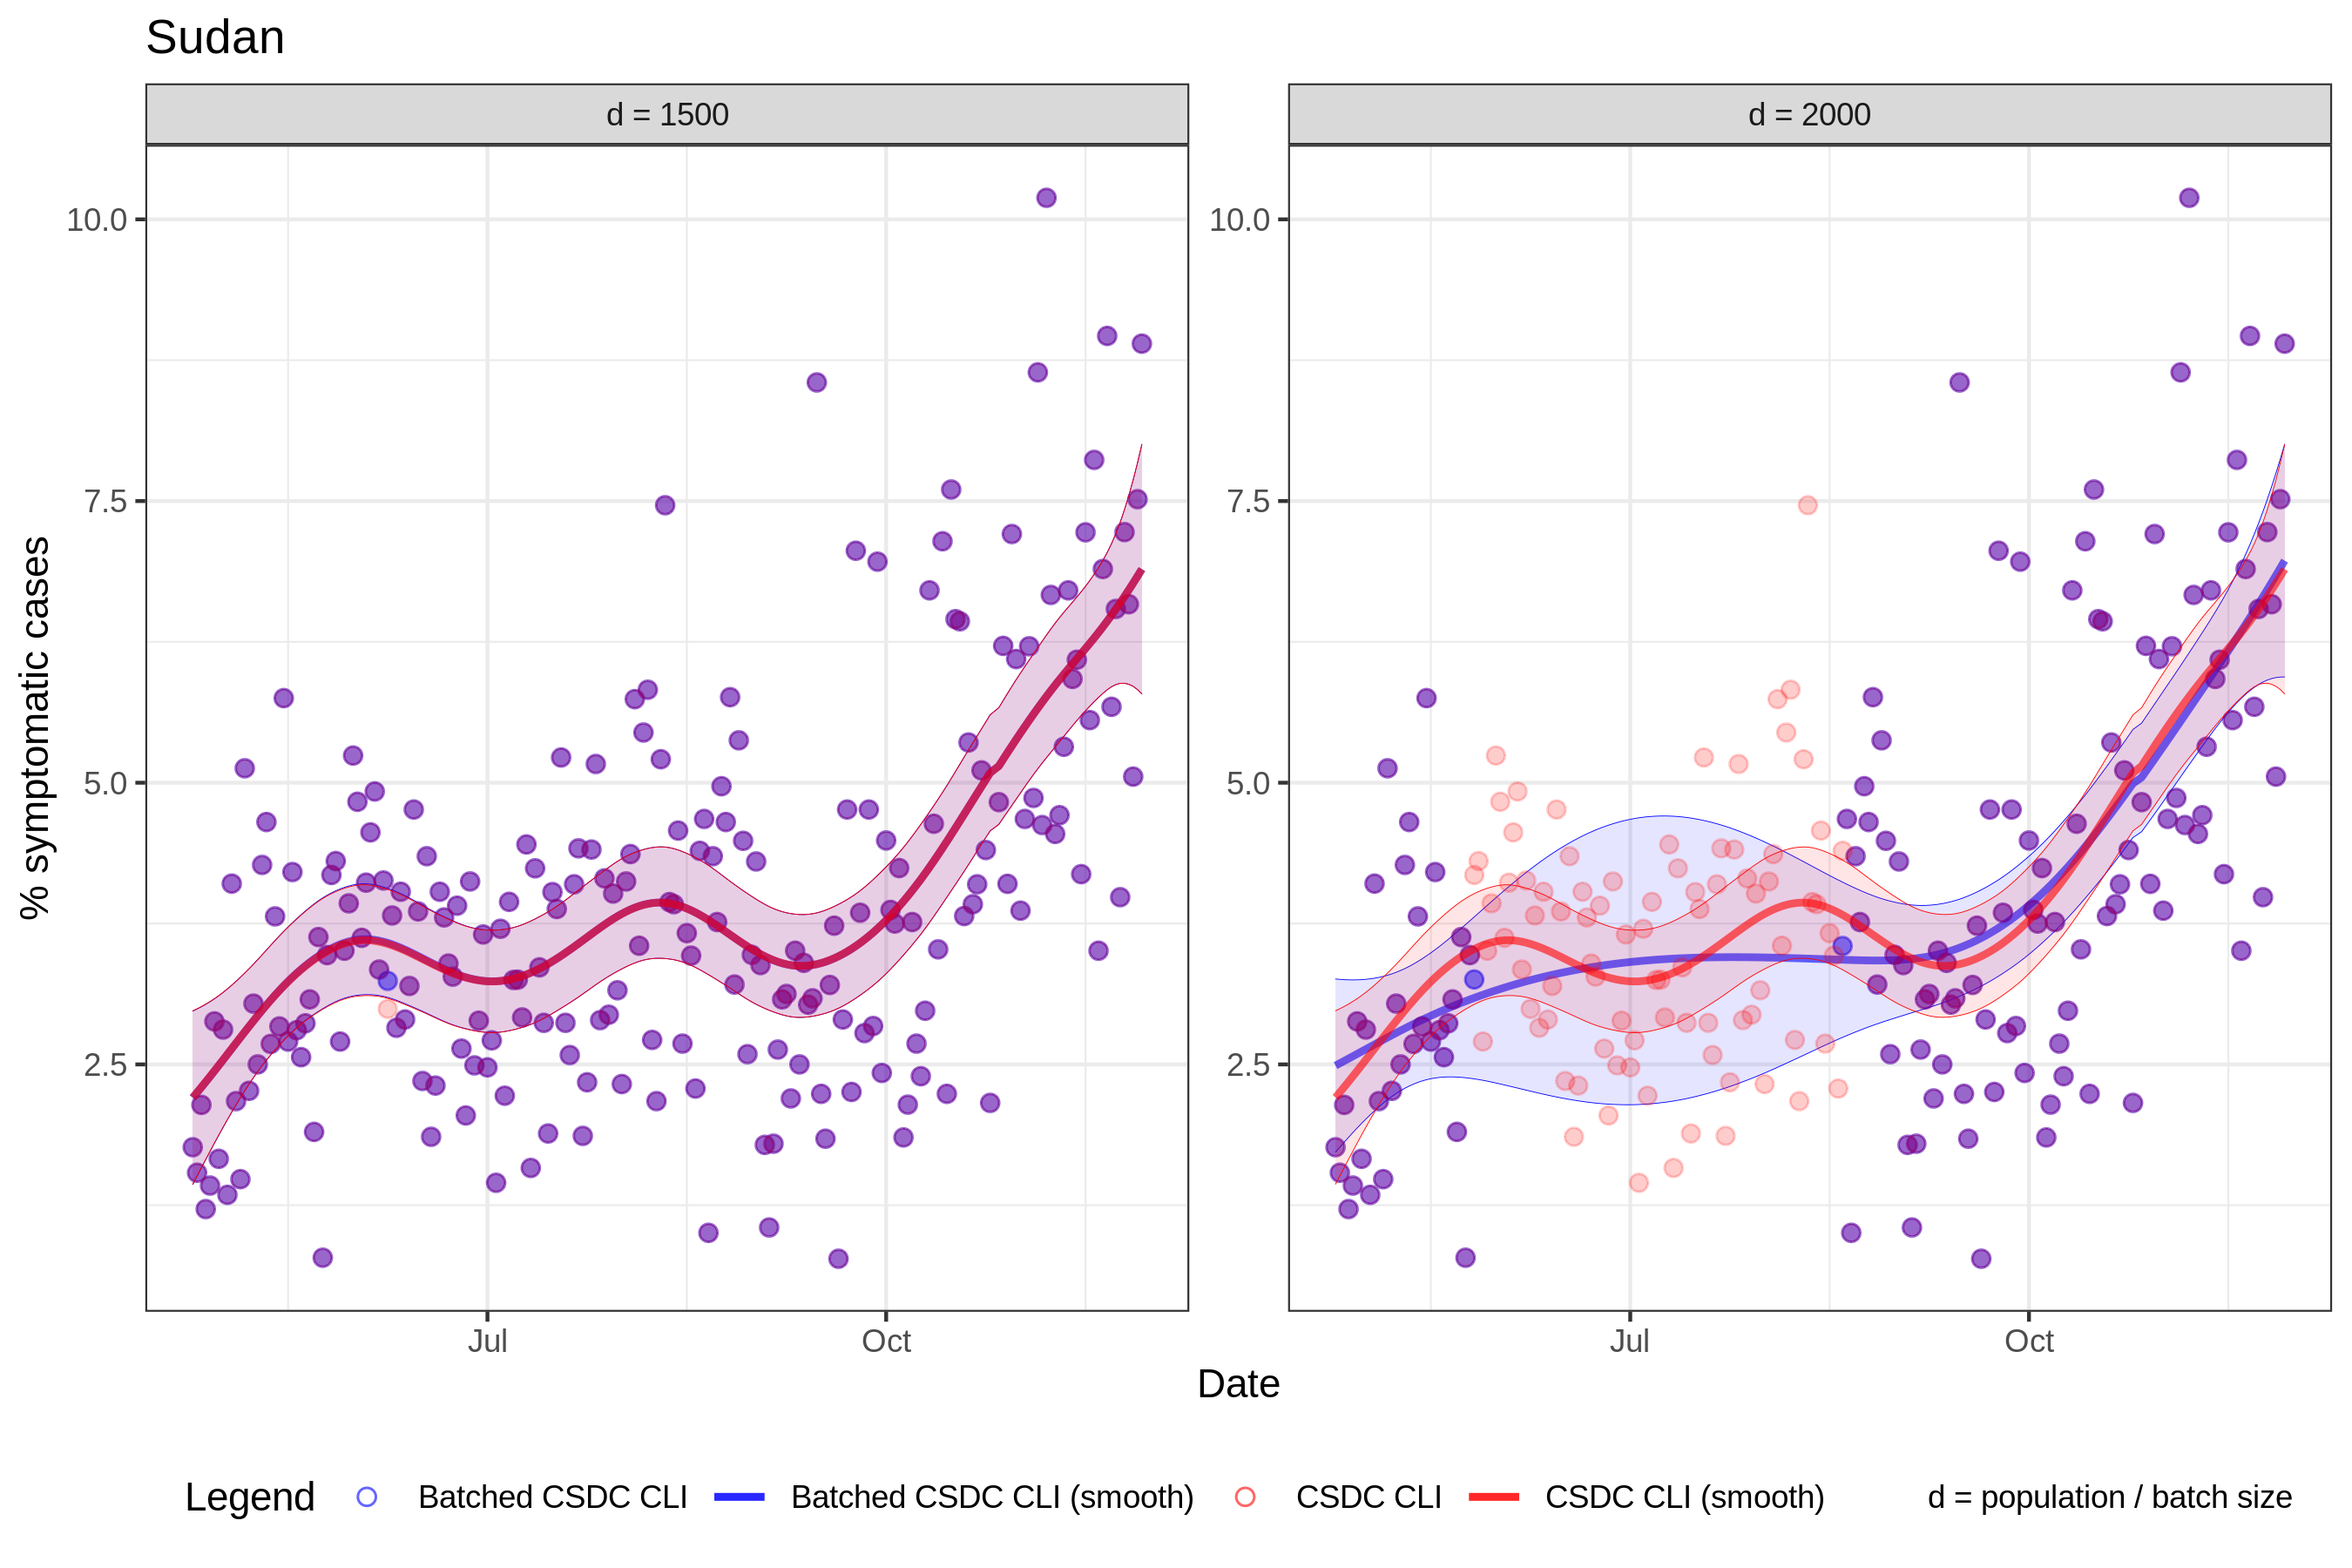 Sudan
d = 1500
d = 2000
% symptomatic cases
10.0
7.5
5.0
2.5
10.0
7.5
5.0
2.5
Jul
Oct
Jul
Oct
Date
Legend
Batched CSDC CLI
Batched CSDC CLI (smooth)
CSDC CLI
CSDC CLI (smooth)
d = population / batch size